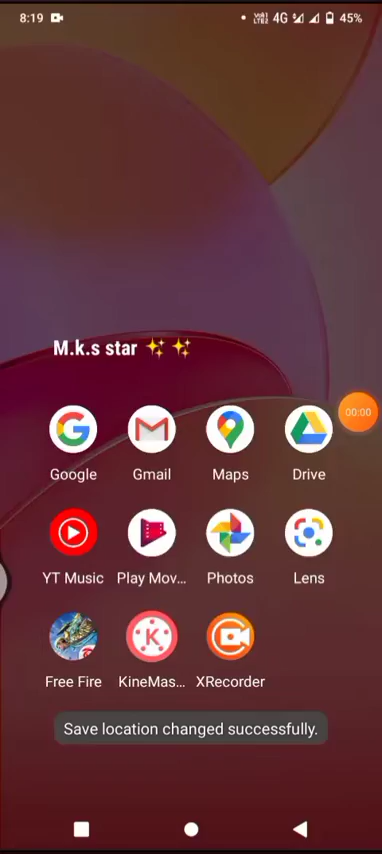 8:19 4G 45%
M.k.s star ✨ ✨
00:00
Google Gmail Maps Drive
YT Music Play Mov... Photos Lens
Free Fire KineMas... XRecorder
Save location changed successfully.